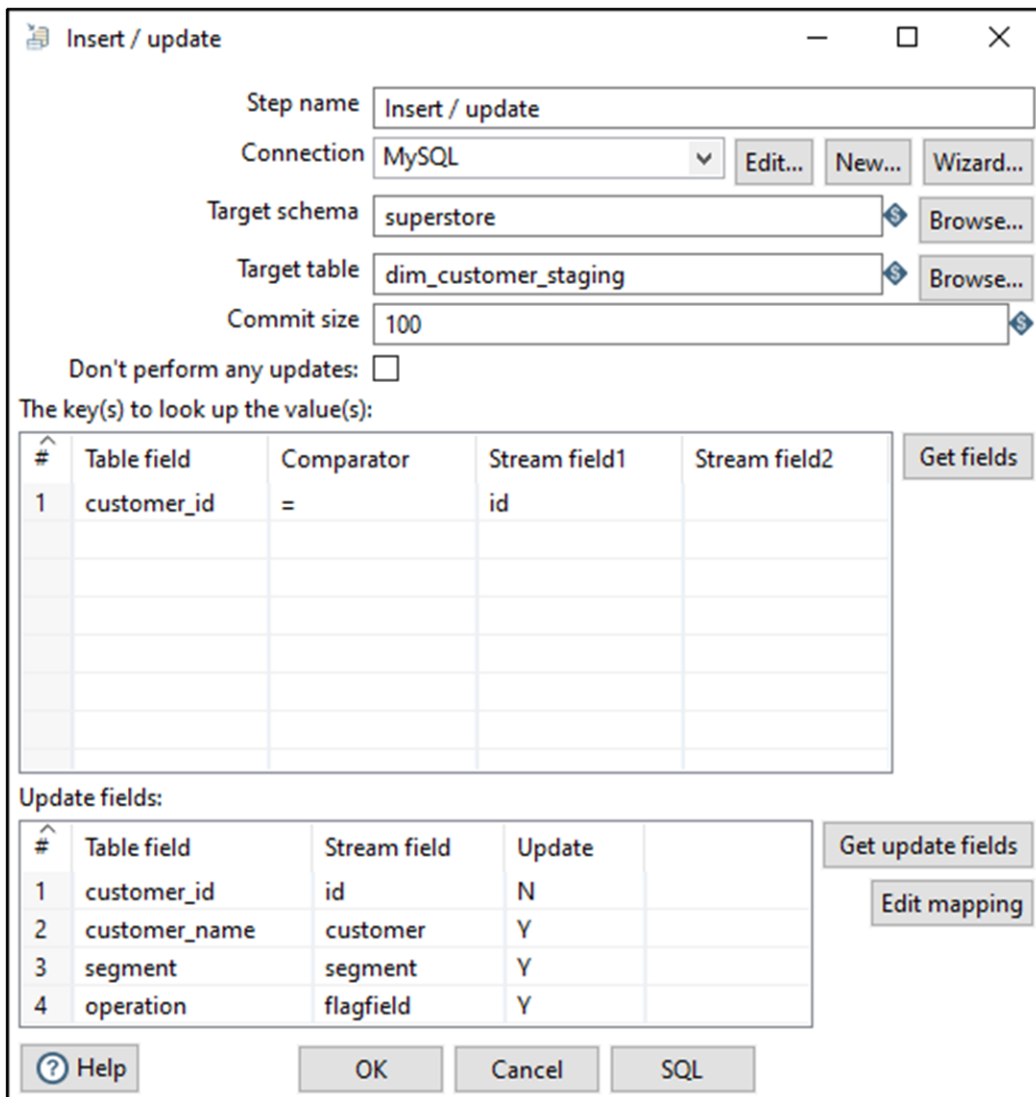 Insert / update
Step name Insert / update
Connection MySQL Edit... New... Wizard...
Target schema superstore Browse...
Target table dim_customer_staging Browse...
Commit size 100
Don't perform any updates:
The key(s) to look up the value(s):
# Table field Comparator Stream field1 Stream field2 Get fields
1 customer_id = id
Update fields:
# Table field Stream field Update Get update fields
1 customer_id id N Edit mapping
2 customer_name customer Y
3 segment segment Y
4 operation flagfield Y
Help OK Cancel SQL